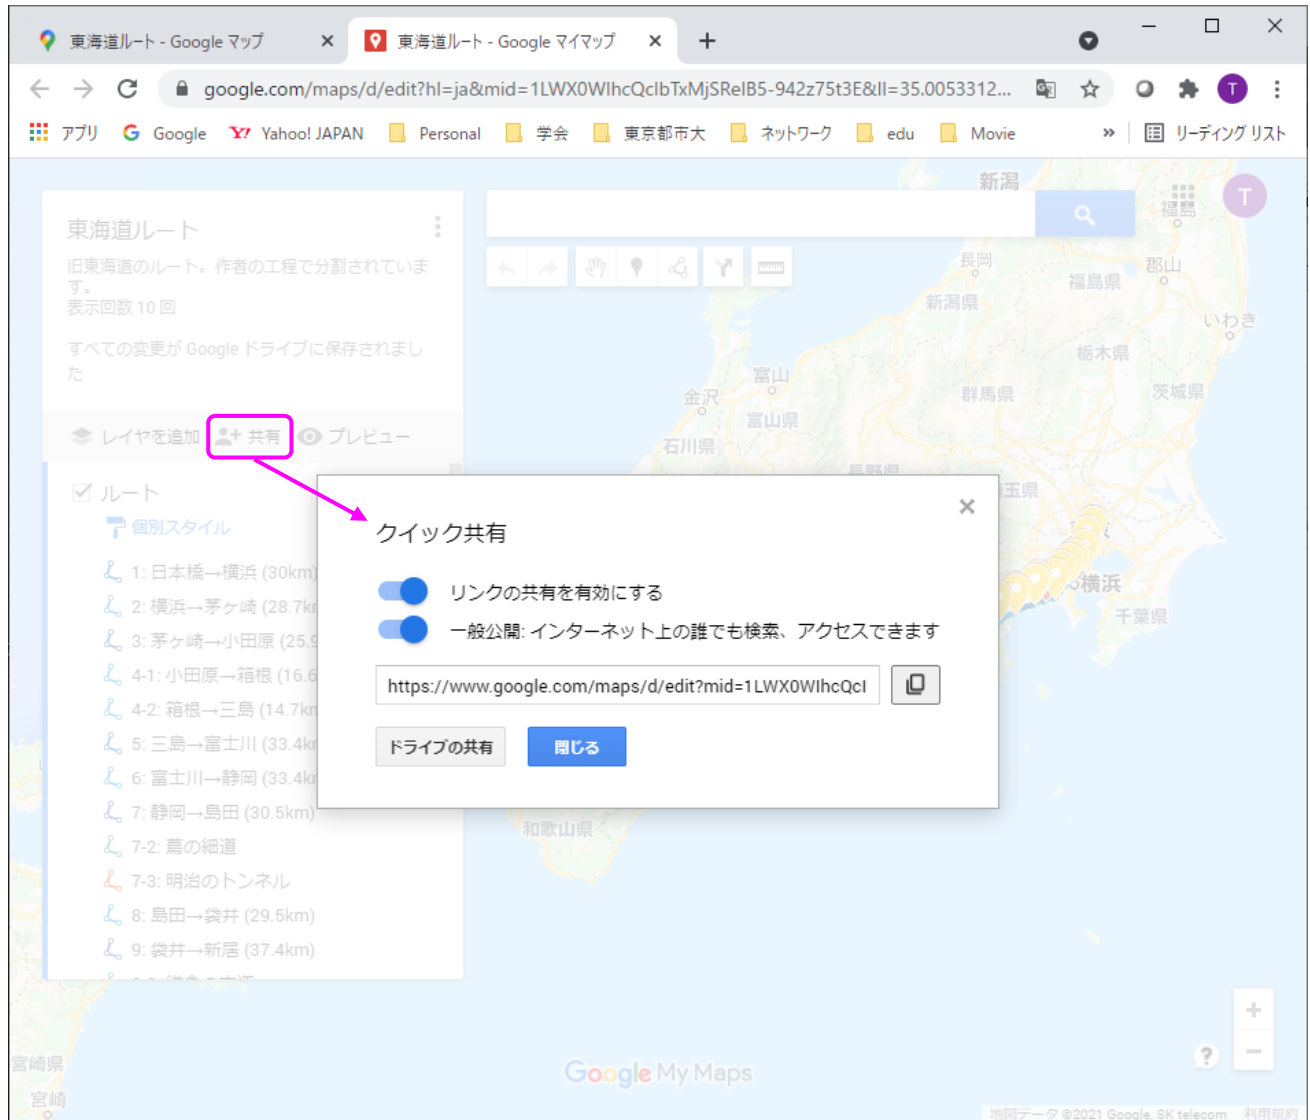 東海道ルート - Google マップ
東海道ルート - Google マイマップ
google.com/maps/d/edit?hl=ja&mid=1LWX0WIhcQcIbTxMjSRelB5-942z75t3E&ll=35.0053312...
T
アプリ
Google
Yahoo! JAPAN
Personal
学会
東京都市大
ネットワーク
edu
Movie
»
リーディング リスト
東海道ルート
旧東海道のルート。作者の工程で分割されていま
す。
表示回数 10 回
すべての変更が Google ドライブに保存されまし
た
レイヤを追加
共有
プレビュー
ルート
個別スタイル
1: 日本橋→横浜 (30km)
2: 横浜→茅ヶ崎 (28.7k
3: 茅ヶ崎→小田原 (25.9
4-1: 小田原→箱根 (16.6
4-2: 箱根→三島 (14.7k
5: 三島→富士川 (33.4k
6: 富士川→静岡 (33.4k
7: 静岡→島田 (30.5km)
7-2: 蔦の細道
7-3: 明治のトンネル
8: 島田→袋井 (29.5km)
9: 袋井→新居 (37.4km)
クイック共有
リンクの共有を有効にする
一般公開: インターネット上の誰でも検索、アクセスできます
https://www.google.com/maps/d/edit?mid=1LWX0WIhcQcI
ドライブの共有
閉じる
新潟
福島
T
長岡
郡山
福島県
新潟県
いわき
栃木県
富山
金沢
群馬県
茨城県
富山県
石川県
長野県
玉県
横浜
千葉県
和歌山県
宮崎県
宮崎
Google My Maps
地図データ ©2021 Google, SK telecom
利用規約